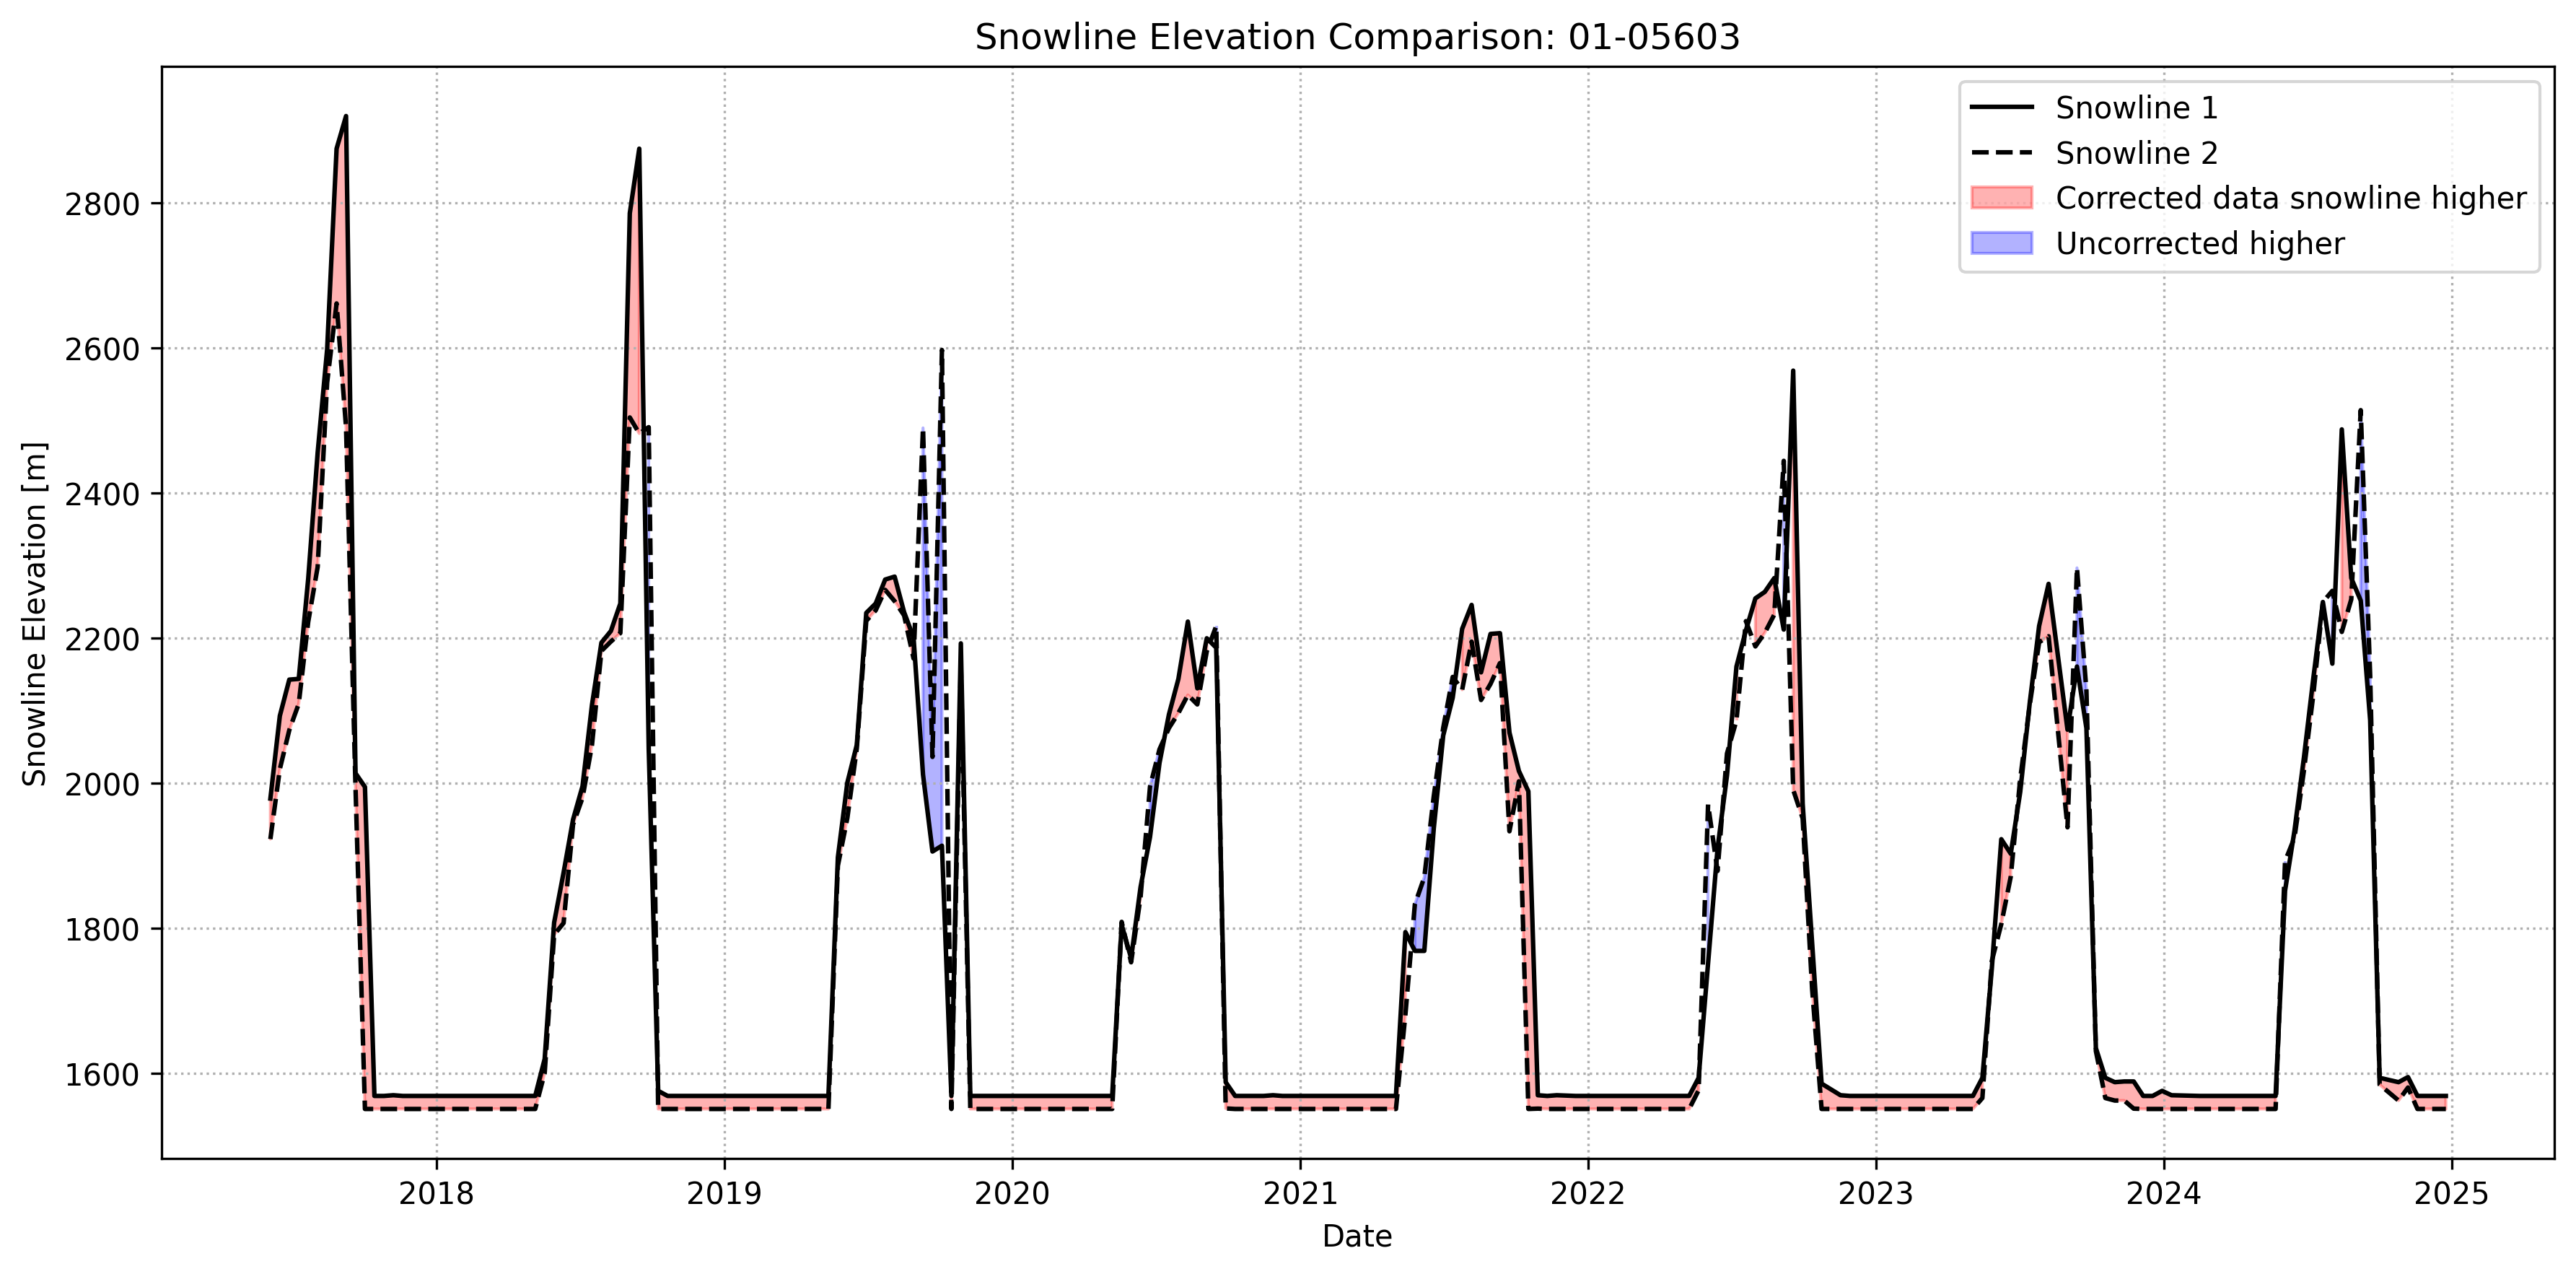 Snowline Elevation Comparison: 01-05603
Snowline 1
Snowline 2
Corrected data snowline higher
Uncorrected higher
Snowline Elevation [m]
2800
2600
2400
2200
2000
1800
1600
2018
2019
2020
2021
2022
2023
2024
2025
Date